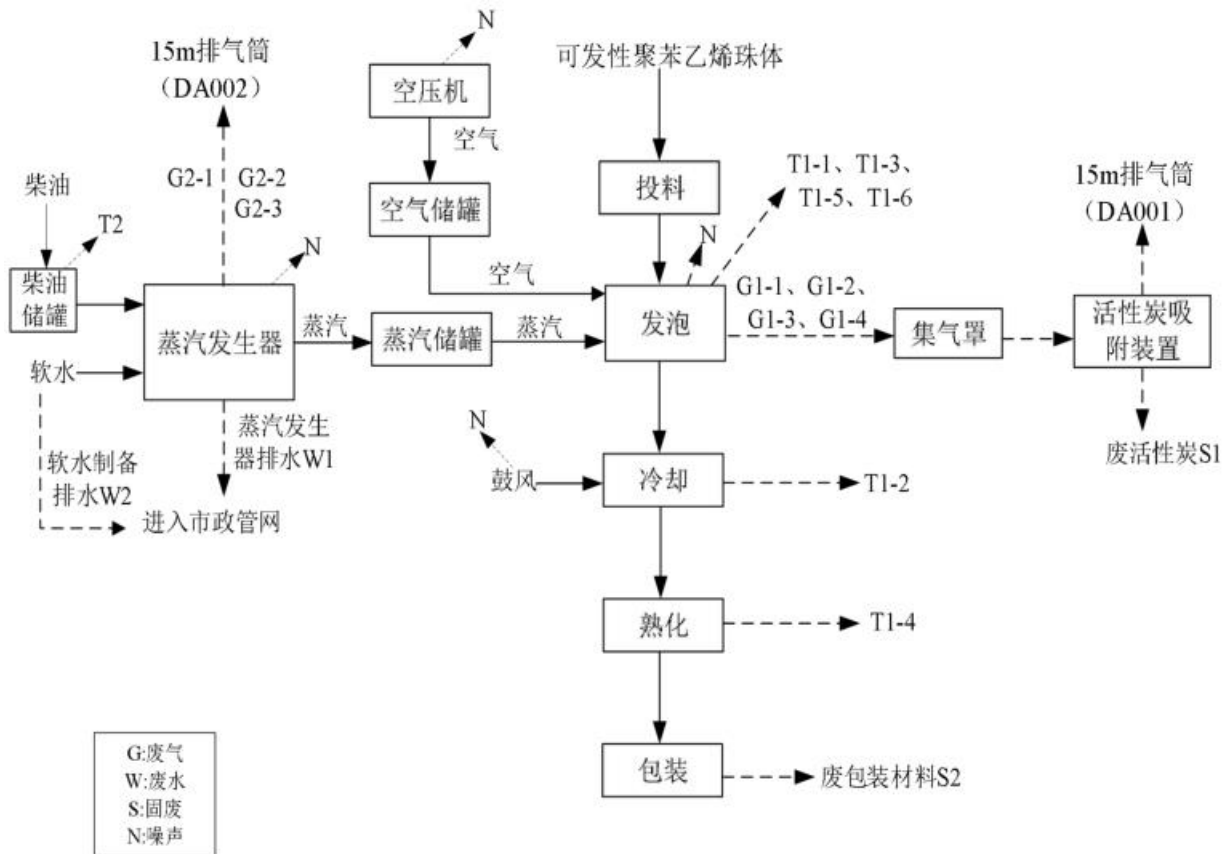 N
15m排气筒
（DA002）
空压机
可发性聚苯乙烯珠体
空气
G2-1
G2-2
G2-3
柴油
T2
柴油
储罐
空气储罐
投料
T1-1、T1-3、
T1-5、T1-6
15m排气筒
（DA001）
N
N
空气
蒸汽发生器
蒸汽
蒸汽储罐
蒸汽
发泡
G1-1、G1-2、
G1-3、G1-4
集气罩
活性炭吸
附装置
软水
蒸汽发生
器排水W1
软水制备
排水W2
进入市政管网
N
鼓风
冷却
T1-2
废活性炭S1
熟化
T1-4
包装
废包装材料S2
G:废气
W:废水
S:固废
N:噪声